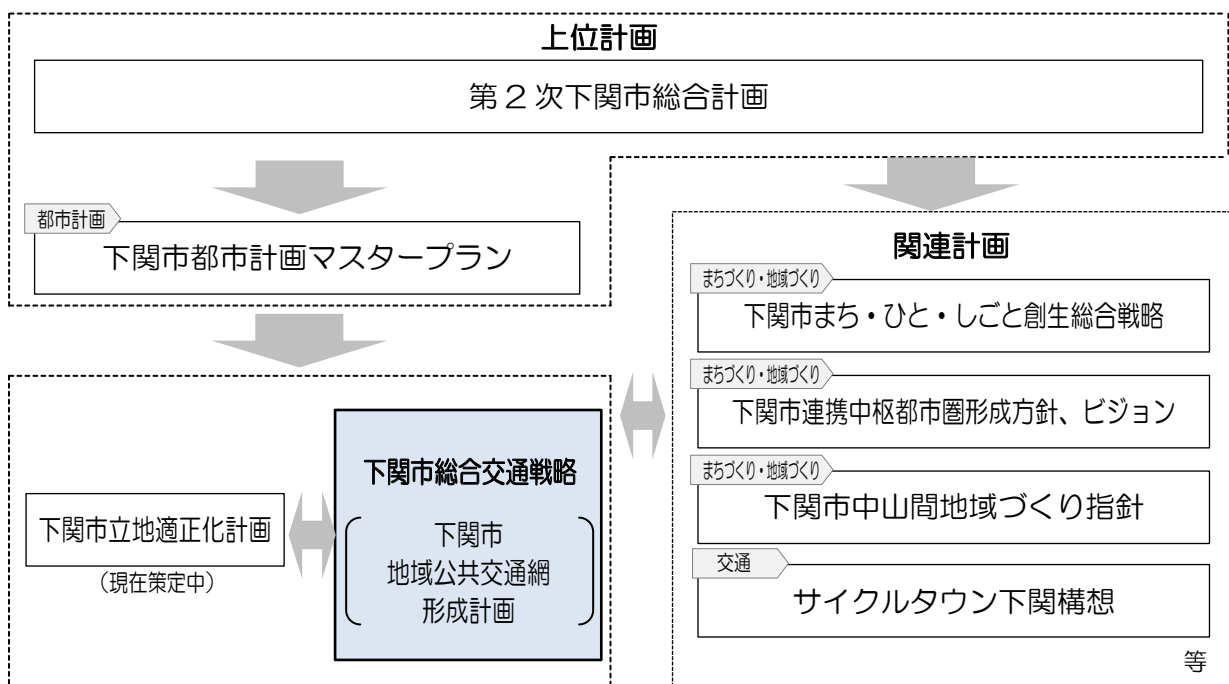 上位計画
第２次下関市総合計画
都市計画
下関市都市計画マスタープラン
関連計画
まちづくり・地域づくり
下関市まち・ひと・しごと創生総合戦略
まちづくり・地域づくり
下関市連携中枢都市圏形成方針、ビジョン
まちづくり・地域づくり
下関市中山間地域づくり指針
交通
サイクルタウン下関構想
等
下関市立地適正化計画
（現在策定中）
下関市総合交通戦略
下関市
地域公共交通網
形成計画